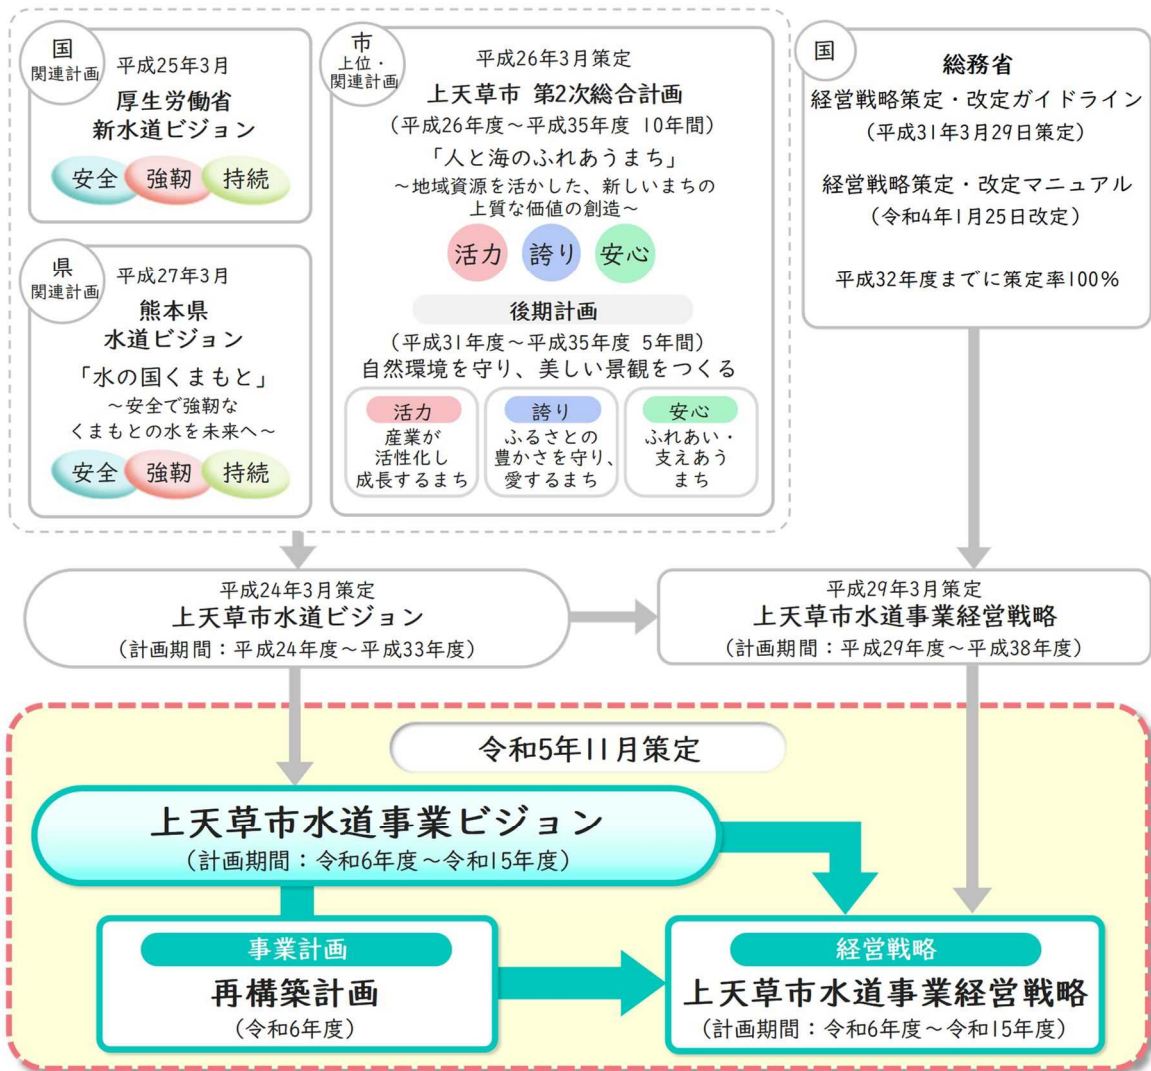 国
関連計画
平成25年3月
厚生労働省
新水道ビジョン
安全 強靭 持続
県
関連計画
平成27年3月
熊本県
水道ビジョン
「水の国くまもと」
～安全で強靭な
くまもとの水を未来へ～
安全 強靭 持続
市
上位・
関連計画
平成26年3月策定
上天草市 第2次総合計画
（平成26年度～平成35年度 10年間）
「人と海のふれあうまち」
～地域資源を活かした、新しいまちの
上質な価値の創造～
活力 誇り 安心
後期計画
（平成31年度～平成35年度 5年間）
自然環境を守り、美しい景観をつくる
活力
産業が
活性化し
成長するまち
誇り
ふるさとの
豊かさを守り、
愛するまち
安心
ふれあい・
支えあう
まち
国
総務省
経営戦略策定・改定ガイドライン
（平成31年3月29日策定）
経営戦略策定・改定マニュアル
（令和4年1月25日改定）
平成32年度までに策定率100％
平成24年3月策定
上天草市水道ビジョン
（計画期間：平成24年度～平成33年度）
平成29年3月策定
上天草市水道事業経営戦略
（計画期間：平成29年度～平成38年度）
令和5年11月策定
上天草市水道事業ビジョン
（計画期間：令和6年度～令和15年度）
事業計画
再構築計画
（令和6年度）
経営戦略
上天草市水道事業経営戦略
（計画期間：令和6年度～令和15年度）